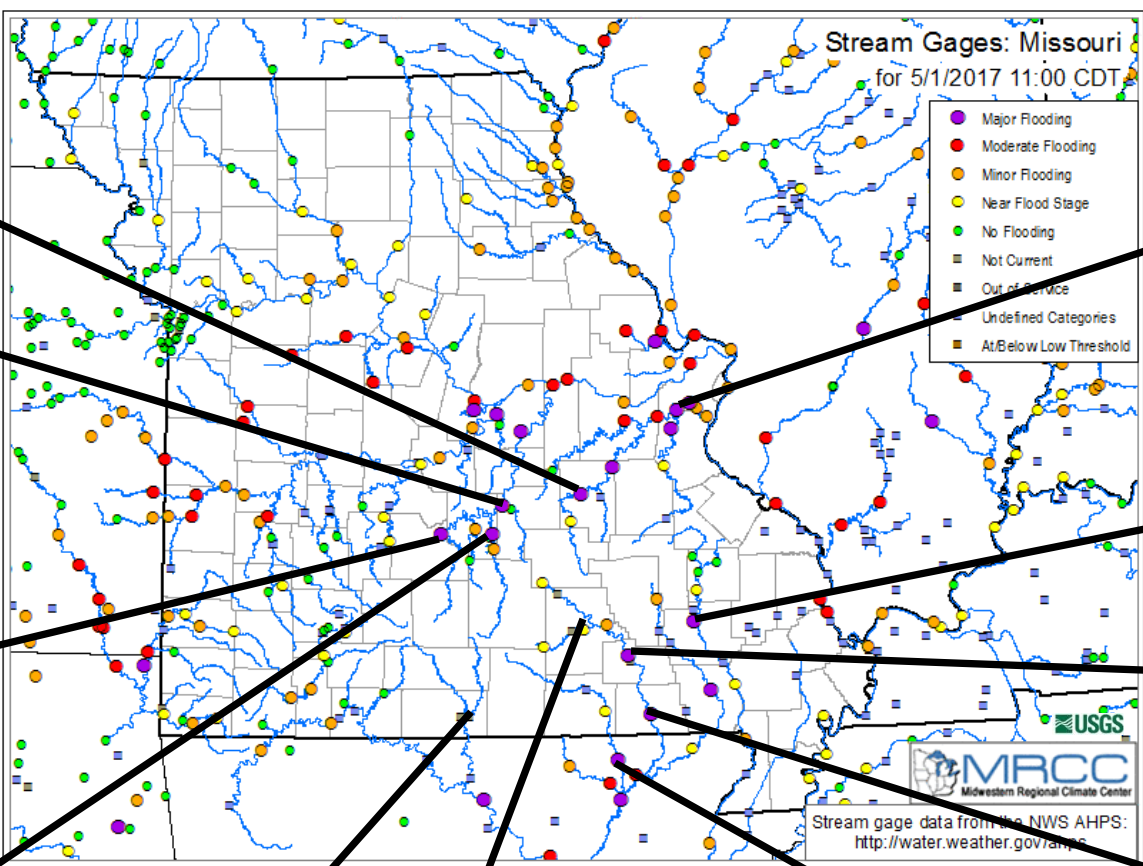 Stream Gages: Missouri
for 5/1/2017 11:00 CDT
Major Flooding
Moderate Flooding
Minor Flooding
Near Flood Stage
No Flooding
Not Current
Out of Service
Undefined Categories
At/Below Low Threshold
USGS
MRCC
Midwestern Regional Climate Center
Stream gage data from the NWS AHPS:
http://water.weather.gov/ahps